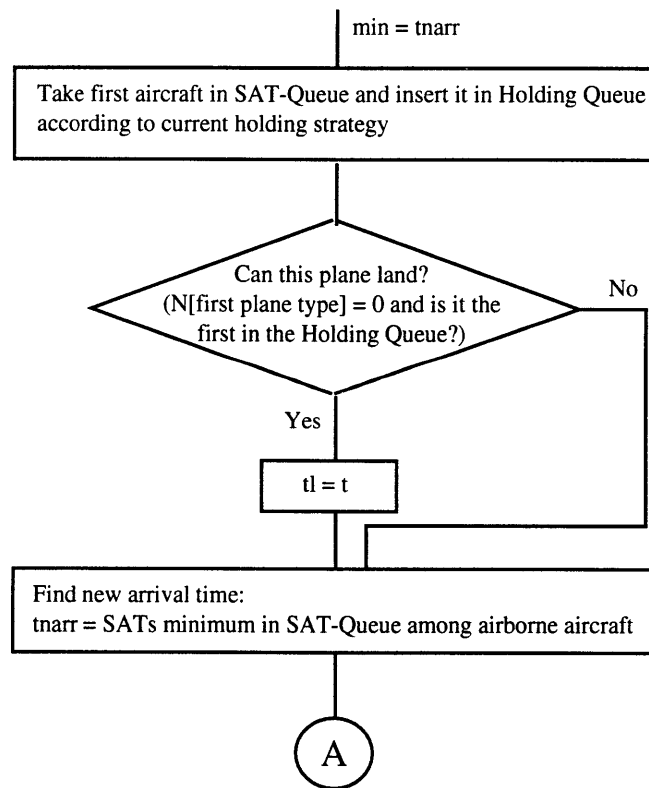 min = tnarr
Take first aircraft in SAT-Queue and insert it in Holding Queue
according to current holding strategy
Can this plane land?
(N[first plane type] = 0 and is it the
first in the Holding Queue?)
No
Yes
tl = t
Find new arrival time:
tnarr = SATs minimum in SAT-Queue among airborne aircraft
A